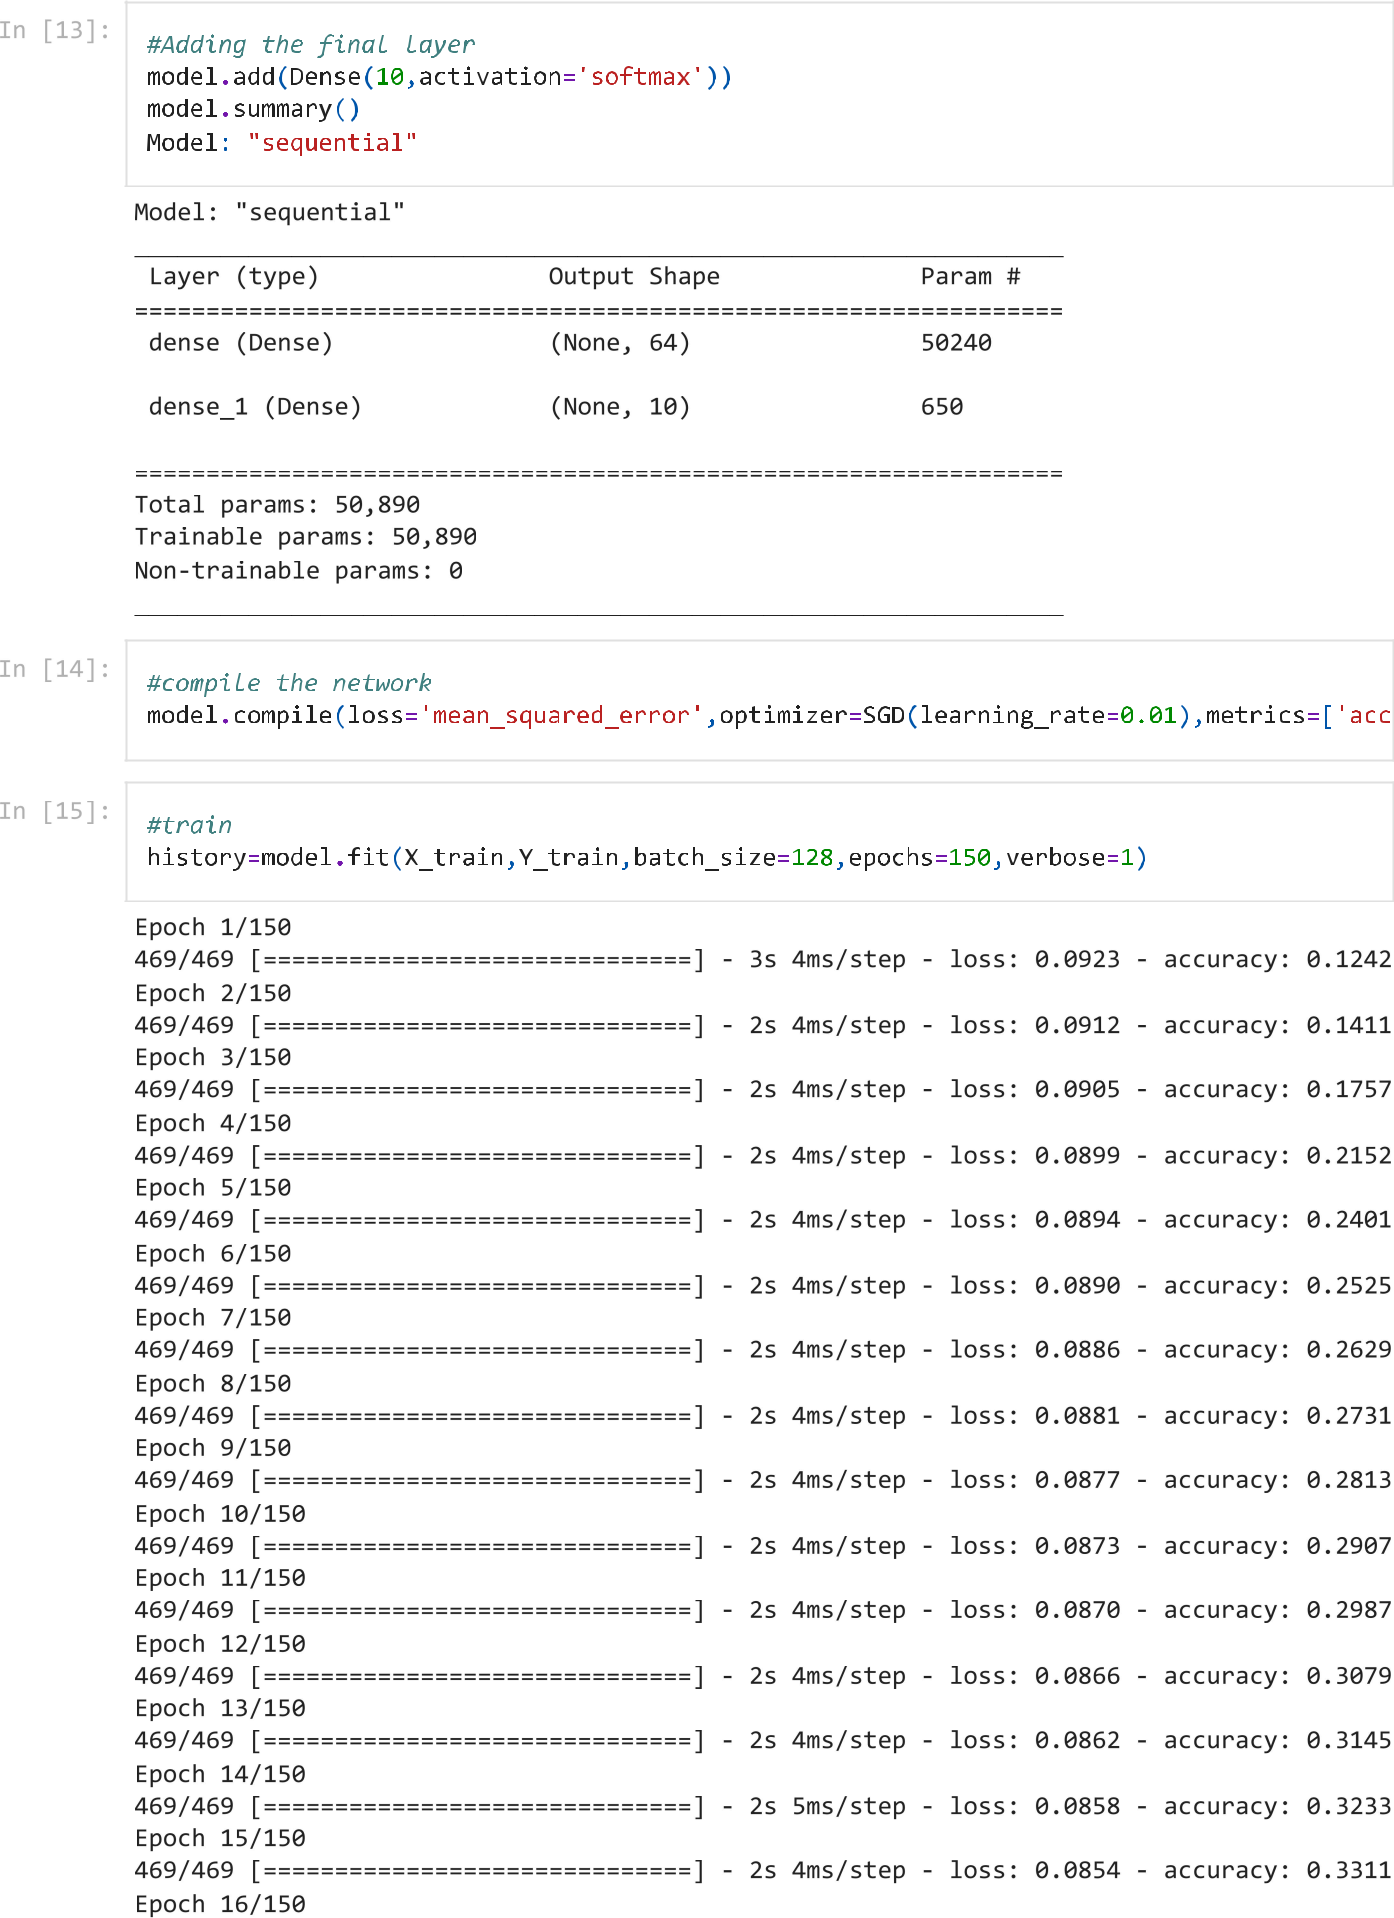 In [13]:
#Adding the final layer
model.add(Dense(10,activation='softmax'))
model.summary()
Model: "sequential"
Model: "sequential"
_________________________________________________________________
Layer (type) Output Shape Param #
=================================================================
dense (Dense) (None, 64) 50240
dense_1 (Dense) (None, 10) 650
=================================================================
Total params: 50,890
Trainable params: 50,890
Non-trainable params: 0
_________________________________________________________________
In [14]:
#compile the network
model.compile(loss='mean_squared_error',optimizer=SGD(learning_rate=0.01),metrics=['acc
In [15]:
#train
history=model.fit(X_train,Y_train,batch_size=128,epochs=150,verbose=1)
Epoch 1/150
469/469 [==============================] - 3s 4ms/step - loss: 0.0923 - accuracy: 0.1242
Epoch 2/150
469/469 [==============================] - 2s 4ms/step - loss: 0.0912 - accuracy: 0.1411
Epoch 3/150
469/469 [==============================] - 2s 4ms/step - loss: 0.0905 - accuracy: 0.1757
Epoch 4/150
469/469 [==============================] - 2s 4ms/step - loss: 0.0899 - accuracy: 0.2152
Epoch 5/150
469/469 [==============================] - 2s 4ms/step - loss: 0.0894 - accuracy: 0.2401
Epoch 6/150
469/469 [==============================] - 2s 4ms/step - loss: 0.0890 - accuracy: 0.2525
Epoch 7/150
469/469 [==============================] - 2s 4ms/step - loss: 0.0886 - accuracy: 0.2629
Epoch 8/150
469/469 [==============================] - 2s 4ms/step - loss: 0.0881 - accuracy: 0.2731
Epoch 9/150
469/469 [==============================] - 2s 4ms/step - loss: 0.0877 - accuracy: 0.2813
Epoch 10/150
469/469 [==============================] - 2s 4ms/step - loss: 0.0873 - accuracy: 0.2907
Epoch 11/150
469/469 [==============================] - 2s 4ms/step - loss: 0.0870 - accuracy: 0.2987
Epoch 12/150
469/469 [==============================] - 2s 4ms/step - loss: 0.0866 - accuracy: 0.3079
Epoch 13/150
469/469 [==============================] - 2s 4ms/step - loss: 0.0862 - accuracy: 0.3145
Epoch 14/150
469/469 [==============================] - 2s 5ms/step - loss: 0.0858 - accuracy: 0.3233
Epoch 15/150
469/469 [==============================] - 2s 4ms/step - loss: 0.0854 - accuracy: 0.3311
Epoch 16/150